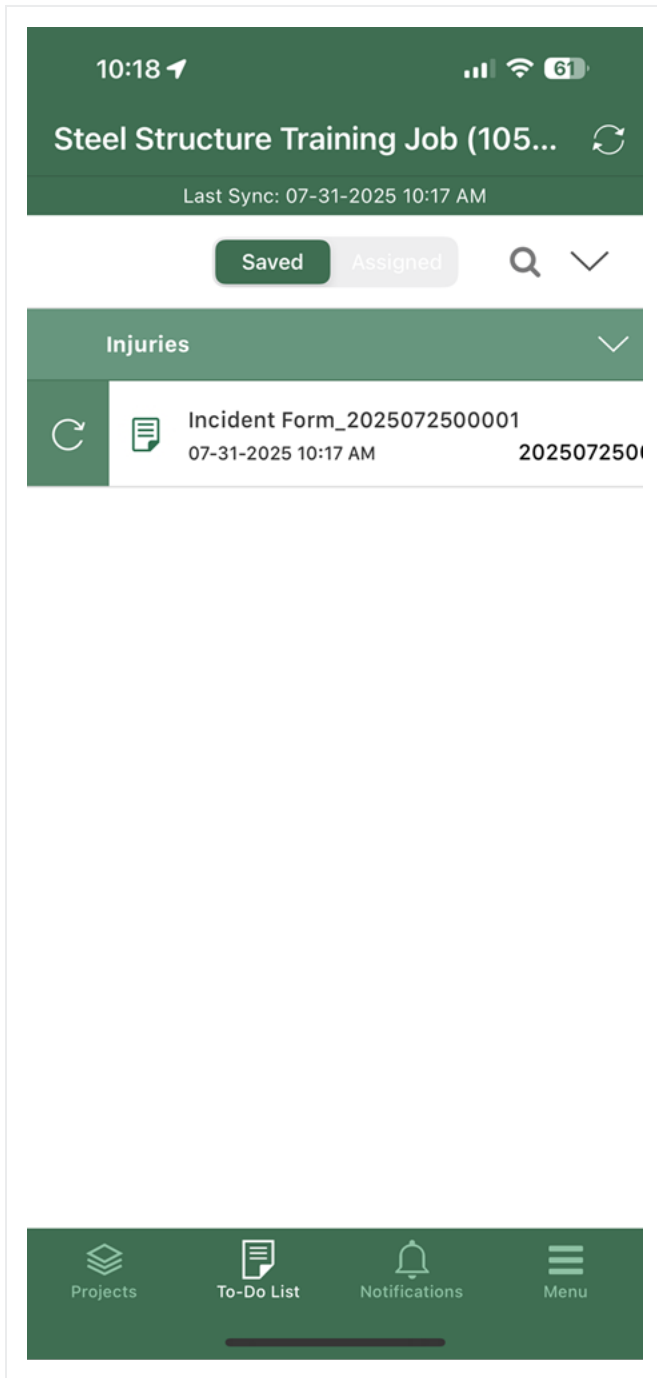 10:18
61
Steel Structure Training Job (105...
Last Sync: 07-31-2025 10:17 AM
Saved Assigned
Injuries
Incident Form_2025072500001
07-31-2025 10:17 AM 202507250
Projects To-Do List Notifications Menu